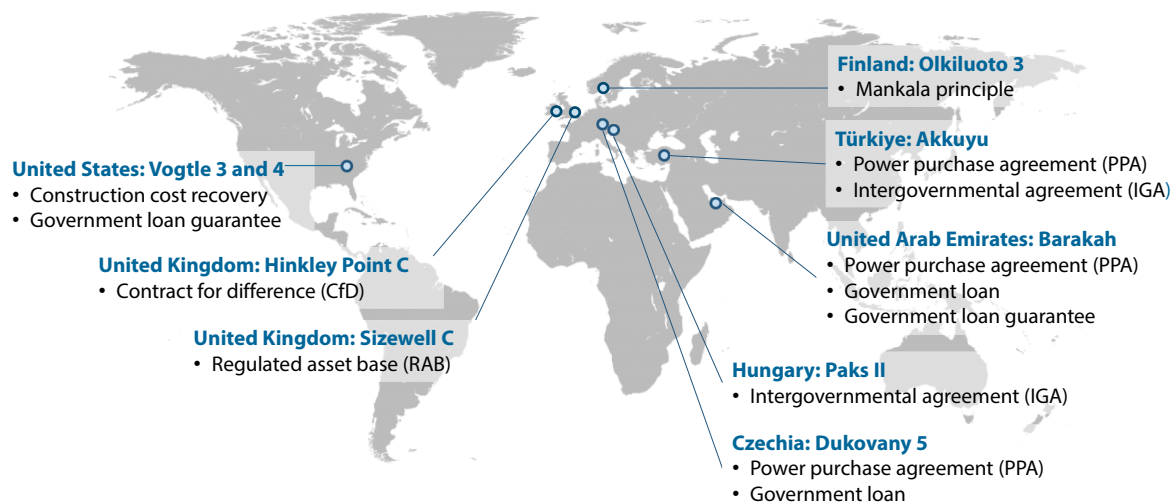 Finland: Olkiluoto 3
• Mankala principle
Türkiye: Akkuyu
• Power purchase agreement (PPA)
• Intergovernmental agreement (IGA)
United States: Vogtle 3 and 4
• Construction cost recovery
• Government loan guarantee
United Arab Emirates: Barakah
• Power purchase agreement (PPA)
• Government loan
• Government loan guarantee
United Kingdom: Hinkley Point C
• Contract for difference (CfD)
United Kingdom: Sizewell C
• Regulated asset base (RAB)
Hungary: Paks II
• Intergovernmental agreement (IGA)
Czechia: Dukovany 5
• Power purchase agreement (PPA)
• Government loan